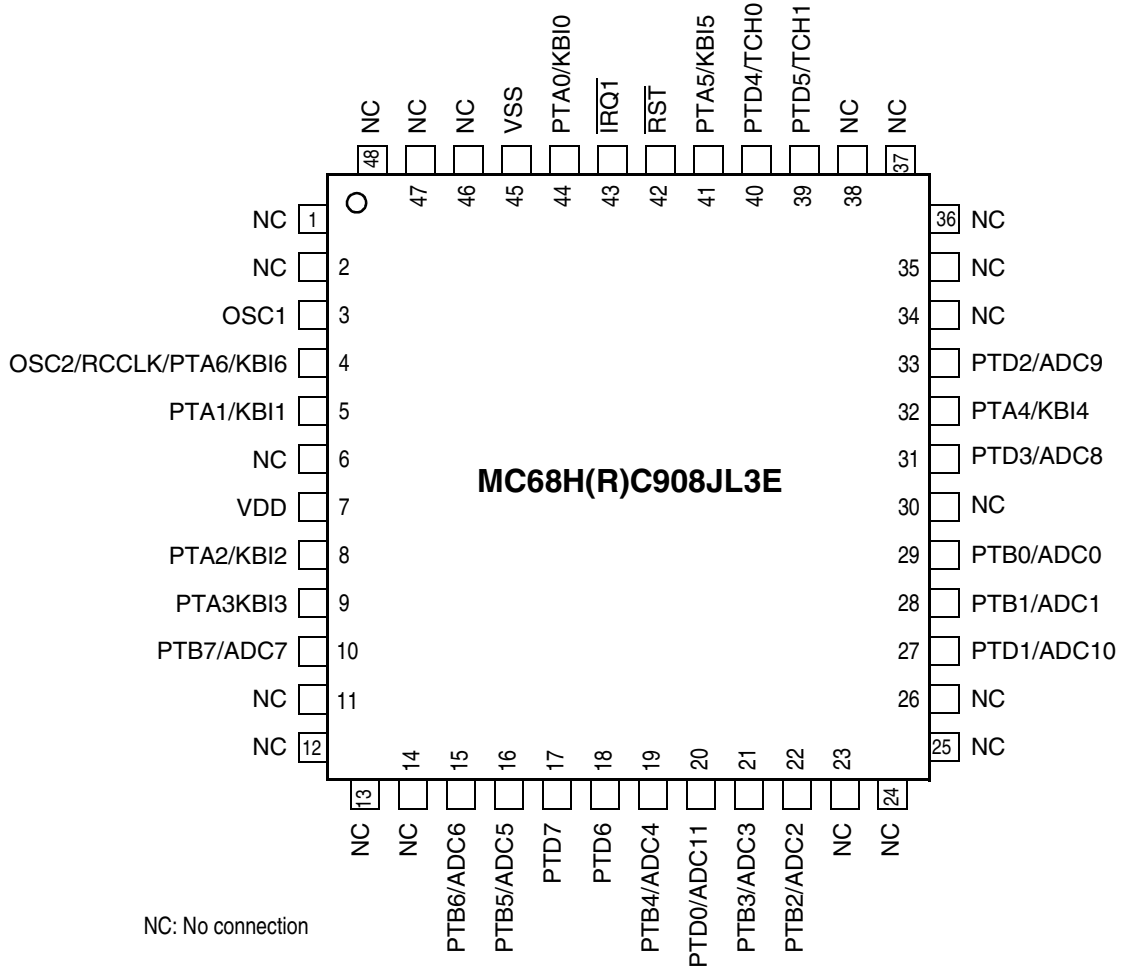 NC
NC
NC
VSS
PTA0/KBI0
IRQ1
RST
PTA5/KBI5
PTD4/TCH0
PTD5/TCH1
NC
NC
48
47
46
45
44
43
42
41
40
39
38
37
NC 1
NC 2
OSC1 3
OSC2/RCCLK/PTA6/KBI6 4
PTA1/KBI1 5
NC 6
VDD 7
PTA2/KBI2 8
PTA3KBI3 9
PTB7/ADC7 10
NC 11
NC 12
MC68H(R)C908JL3E
36 NC
35 NC
34 NC
33 PTD2/ADC9
32 PTA4/KBI4
31 PTD3/ADC8
30 NC
29 PTB0/ADC0
28 PTB1/ADC1
27 PTD1/ADC10
26 NC
25 NC
13
14
15
16
17
18
19
20
21
22
23
24
NC
NC
PTB6/ADC6
PTB5/ADC5
PTD7
PTD6
PTB4/ADC4
PTD0/ADC11
PTB3/ADC3
PTB2/ADC2
NC
NC
NC: No connection